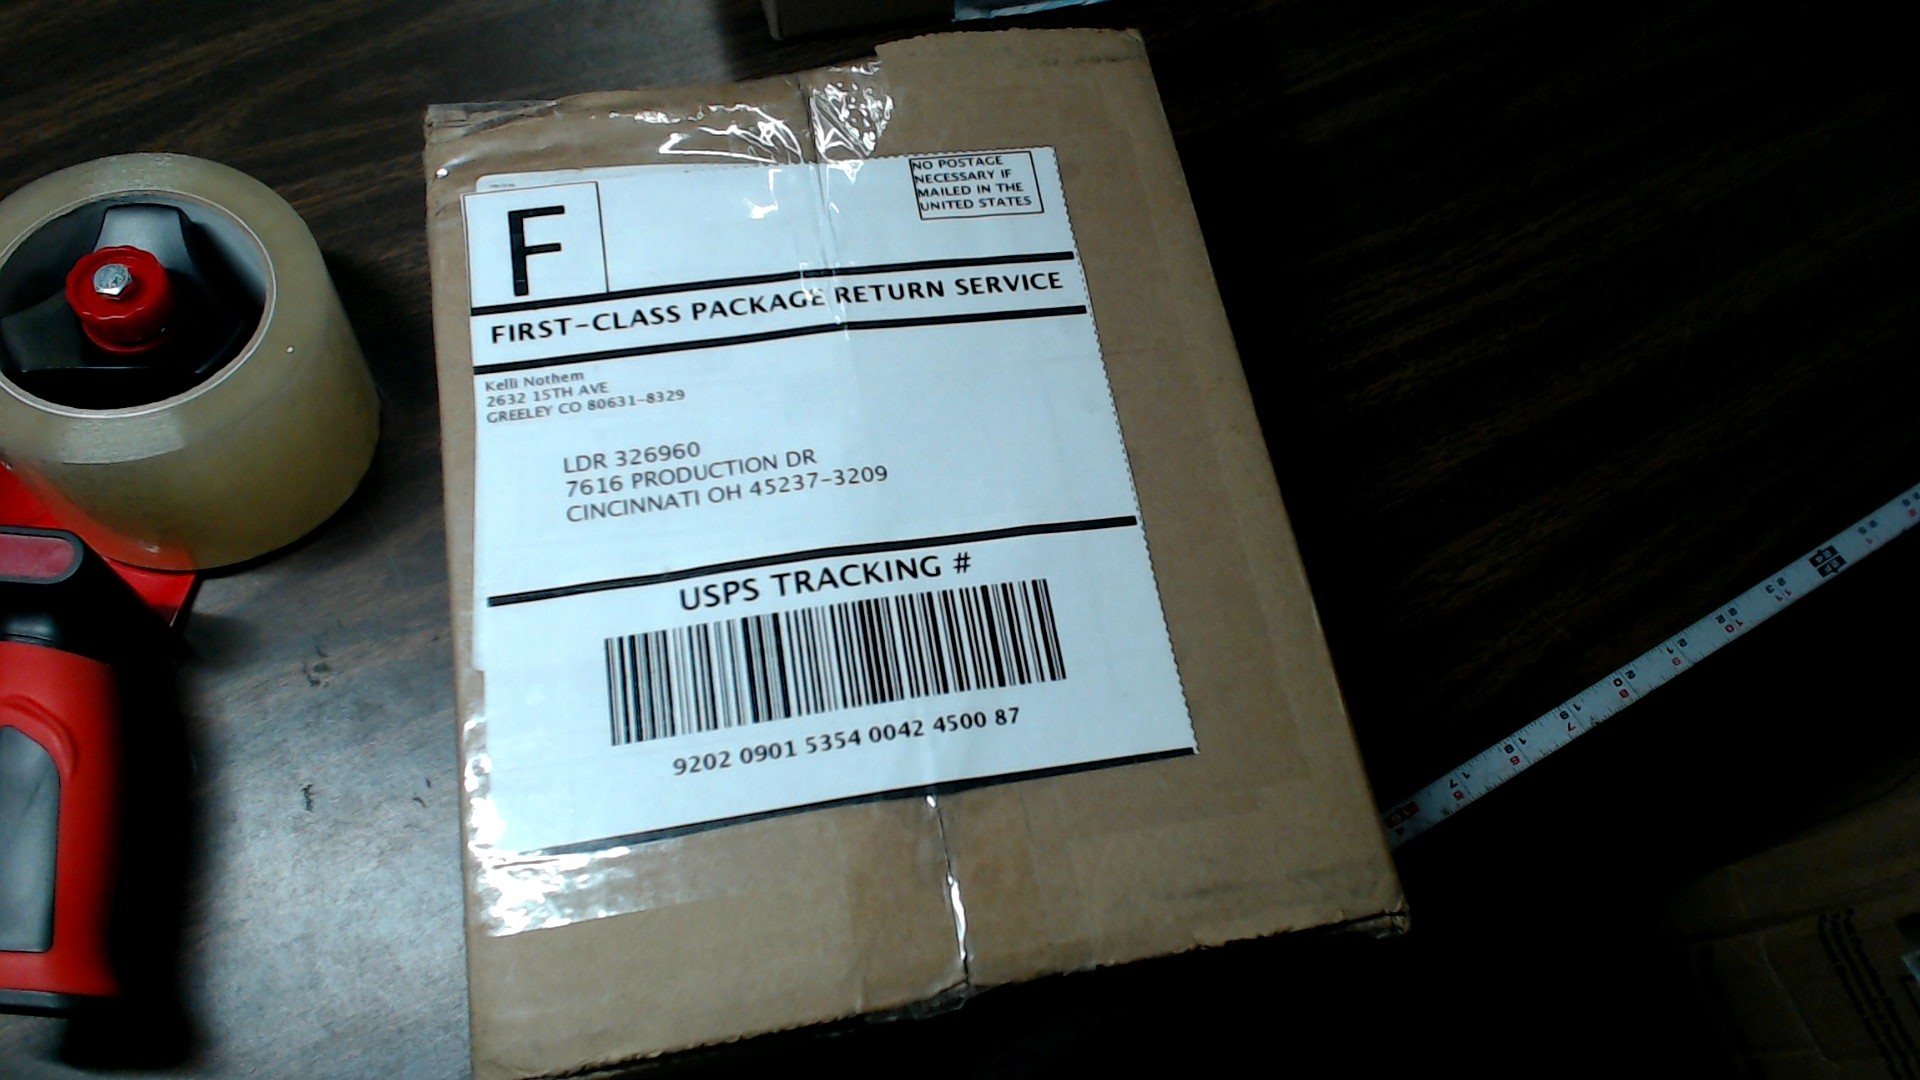 F
NO POSTAGE
NECESSARY IF
MAILED IN THE
UNITED STATES
FIRST-CLASS PACKAGE RETURN SERVICE
Kelli Nothem
2632 15TH AVE
GREELEY CO 80631-8329
LDR 326960
7616 PRODUCTION DR
CINCINNATI OH 45237-3209
USPS TRACKING #
9202 0901 5354 0042 4500 87